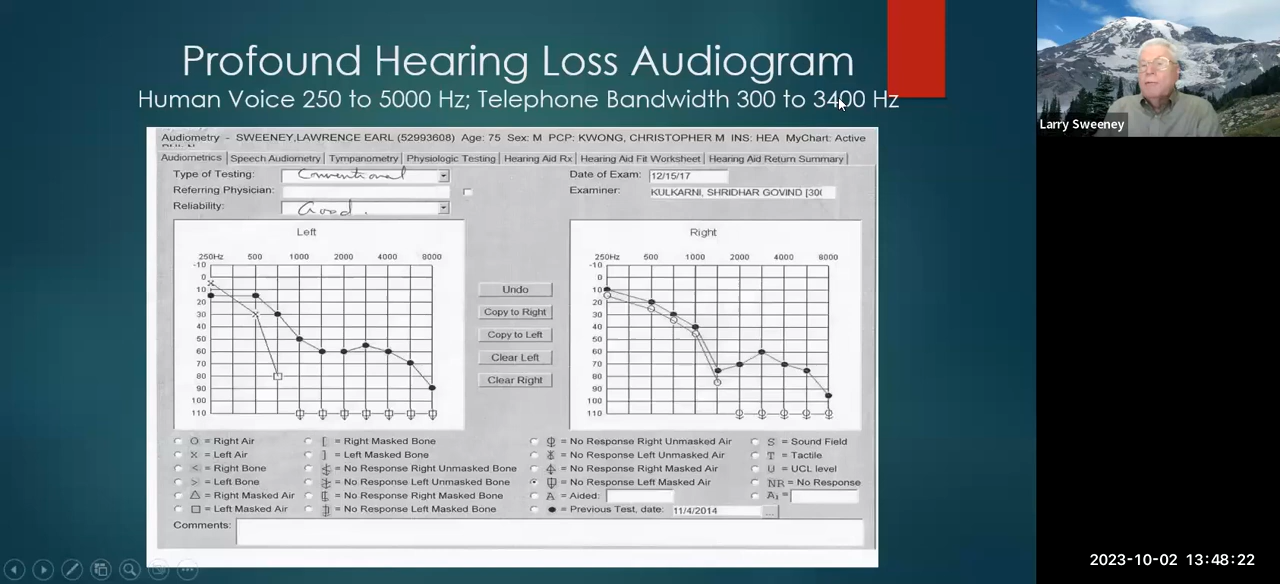 Profound Hearing Loss Audiogram
Human Voice 250 to 5000 Hz; Telephone Bandwidth 300 to 3400 Hz
Larry Sweeney
Audiometry - SWEENEY,LAWRENCE EARL (52993608) Age: 75 Sex: M PCP: KWONG, CHRISTOPHER M INS: HEA MyChart: Active
Audiometrics Speech Audiometry Tympanometry Physiologic Testing Hearing Aid Rx Hearing Aid Fit Worksheet Hearing Aid Return Summary
Type of Testing: Conventional Date of Exam: 12/15/17
Referring Physician: Examiner: KULKARNI, SHRIDHAR GOVIND [30(
Reliability: Good.
Left
250Hz 500 1000 2000 4000 8000
-10
0
10
20
30
40
50
60
70
80
90
100
110
Undo
Copy to Right
Copy to Left
Clear Left
Clear Right
Right
250Hz 500 1000 2000 4000 8000
-10
0
10
20
30
40
50
60
70
80
90
100
110
O = Right Air [ = Right Masked Bone = No Response Right Unmasked Air S = Sound Field
X = Left Air ] = Left Masked Bone = No Response Left Unmasked Air T = Tactile
< = Right Bone = No Response Right Unmasked Bone = No Response Right Masked Air U = UCL level
> = Left Bone = No Response Left Unmasked Bone = No Response Left Masked Air NR = No Response
△ = Right Masked Air = No Response Right Masked Bone A = Aided: A₁ =
□ = Left Masked Air = No Response Left Masked Bone ● = Previous Test, date: 11/4/2014 ...
Comments:
2023-10-02 13:48:22